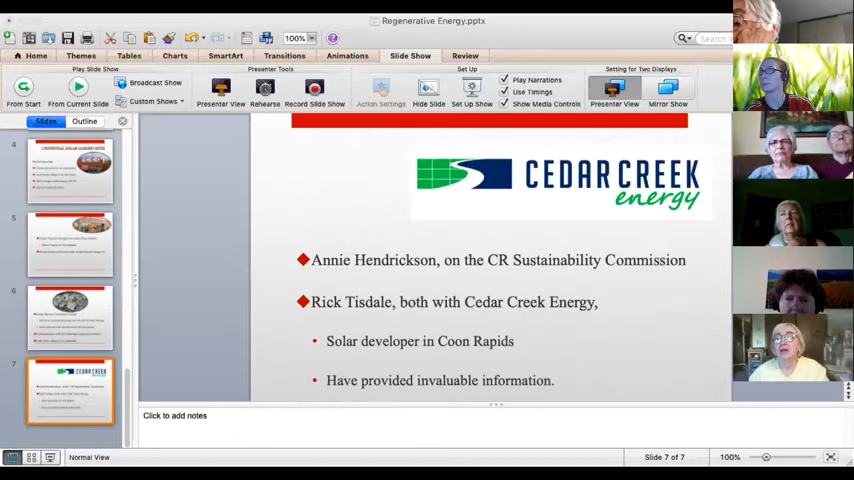 Regenerative Energy.pptx
100%
Search
Home Themes Tables Charts SmartArt Transitions Animations Slide Show Review
Play Slide Show Presenter Tools Set Up Setting for Two Displays
From Start From Current Slide Broadcast Show Custom Shows Presenter View Rehearse Record Slide Show Action Settings Hide Slide Set Up Show Play Narrations Use Timings Show Media Controls Presenter View Mirror Show
Slides Outline
4
5
6
7
CEDAR CREEK
energy
Annie Hendrickson, on the CR Sustainability Commission
Rick Tisdale, both with Cedar Creek Energy,
• Solar developer in Coon Rapids
• Have provided invaluable information.
Click to add notes
Normal View Slide 7 of 7 100%